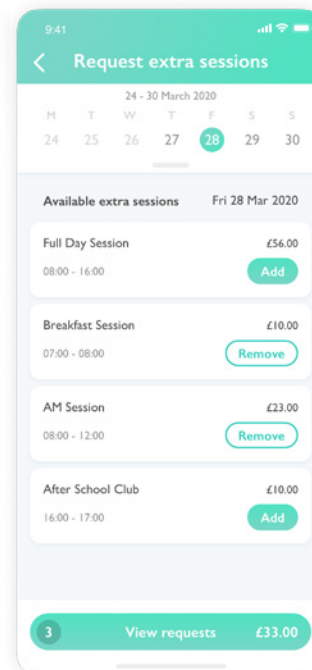 9:41
Request extra sessions
24 - 30 March 2020
M T W T F S S
24 25 26 27 28 29 30
Available extra sessions Fri 28 Mar 2020
Full Day Session £56.00
08:00 - 16:00 Add
Breakfast Session £10.00
07:00 - 08:00 Remove
AM Session £23.00
08:00 - 12:00 Remove
After School Club £10.00
16:00 - 17:00 Add
3 View requests £33.00